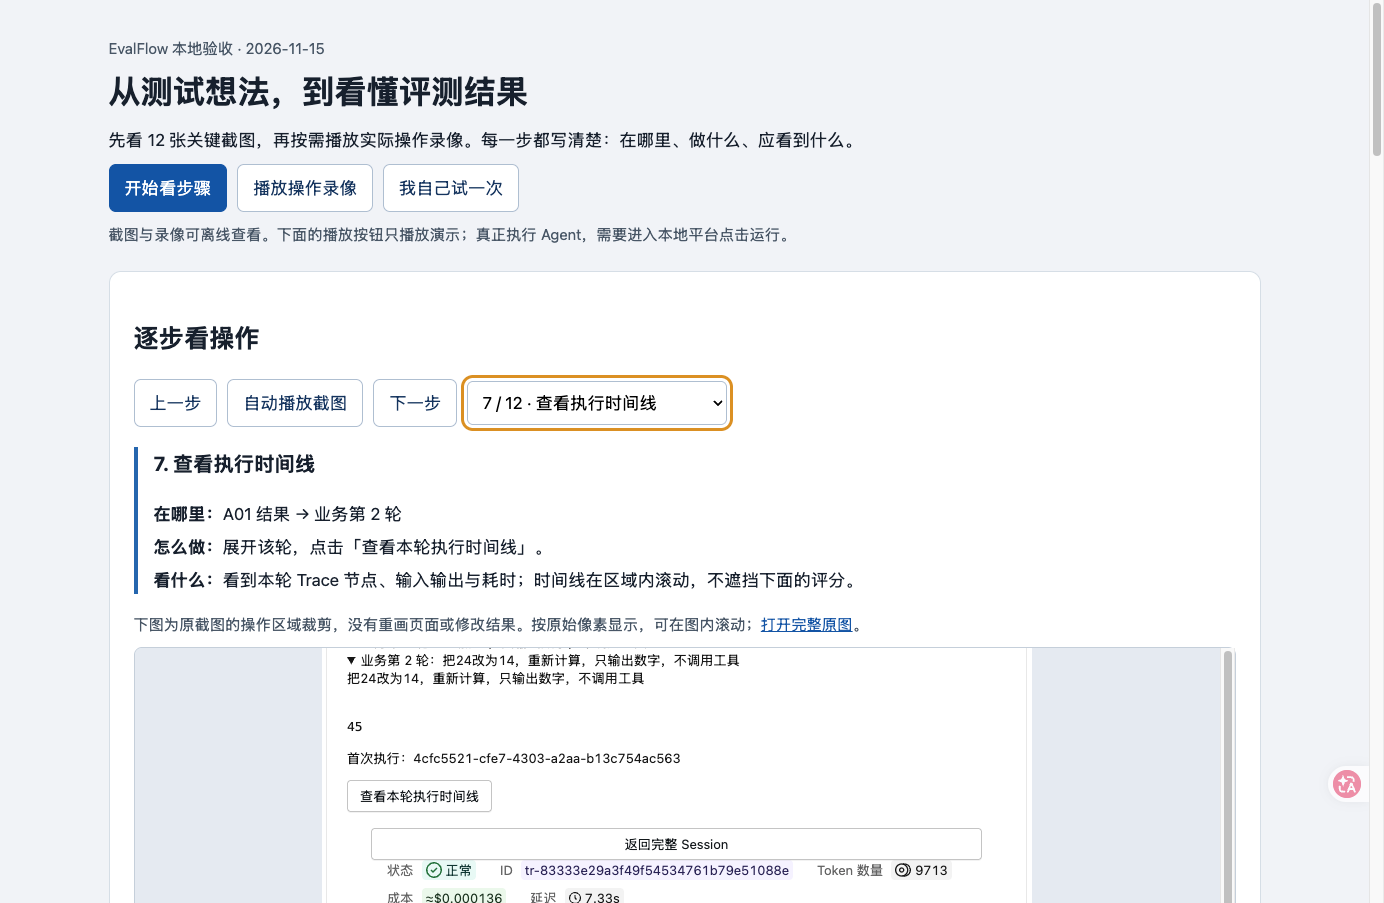 EvalFlow 本地验收 · 2026-11-15
从测试想法，到看懂评测结果
先看 12 张关键截图，再按需播放实际操作录像。每一步都写清楚：在哪里、做什么、应看到什么。
开始看步骤 播放操作录像 我自己试一次
截图与录像可离线查看。下面的播放按钮只播放演示；真正执行 Agent，需要进入本地平台点击运行。
逐步看操作
上一步 自动播放截图 下一步 7 / 12 · 查看执行时间线
7. 查看执行时间线
在哪里：A01 结果 → 业务第 2 轮
怎么做：展开该轮，点击「查看本轮执行时间线」。
看什么：看到本轮 Trace 节点、输入输出与耗时；时间线在区域内滚动，不遮挡下面的评分。
下图为原截图的操作区域裁剪，没有重画页面或修改结果。按原始像素显示，可在图内滚动；打开完整原图。
▼ 业务第 2 轮：把24改为14，重新计算，只输出数字，不调用工具
把24改为14，重新计算，只输出数字，不调用工具
45
首次执行：4cfc5521-cfe7-4303-a2aa-b13c754ac563
查看本轮执行时间线
返回完整 Session
状态 正常 ID tr-83333e29a3f49f54534761b79e51088e Token 数量 9713
成本 ≈$0.000136 延迟 7.33s